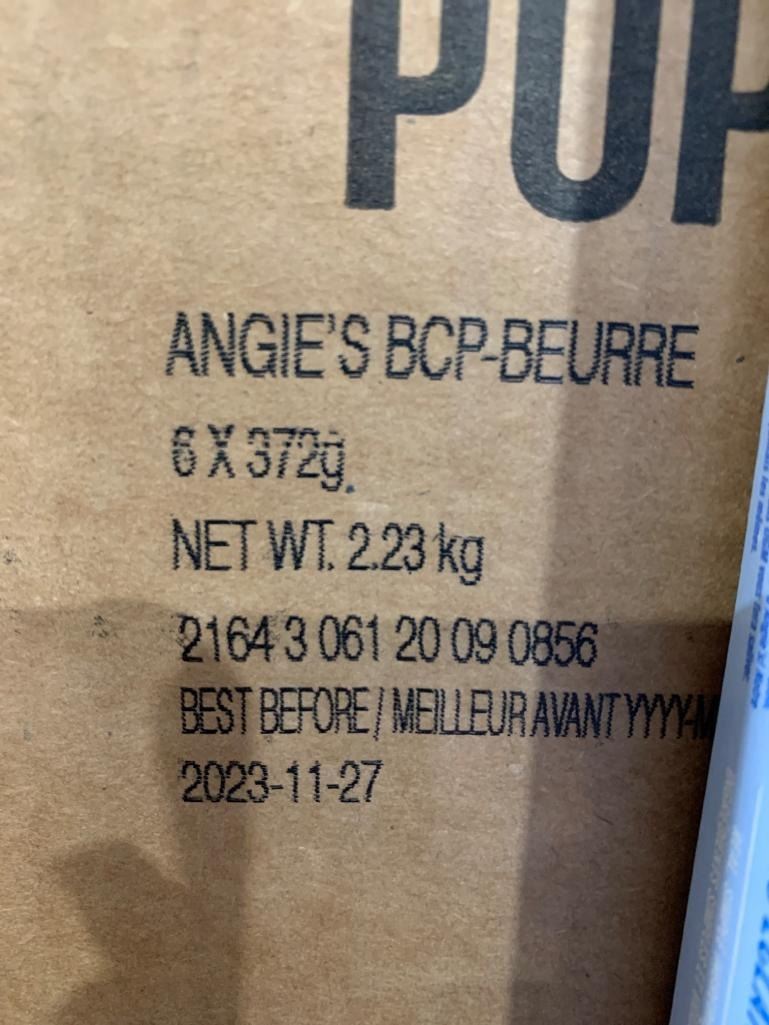 POP
ANGIE'S BCP-BEURRE
6 X 372g
NET WT. 2.23 kg
2164 3 061 20 09 0856
BEST BEFORE / MEILLEUR AVANT YYYY-M
2023-11-27